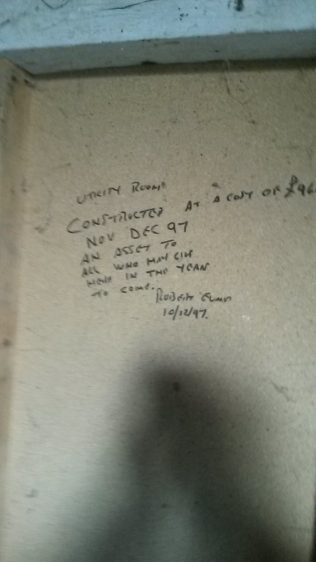 UTILITY ROOM
CONSTRUCTED AT A COST OF £96
NOV DEC 97
AN ASSET TO
ALL WHO MAY LIVE
HERE IN THE YEARS
TO COME.
ROBERT
10/12/97.